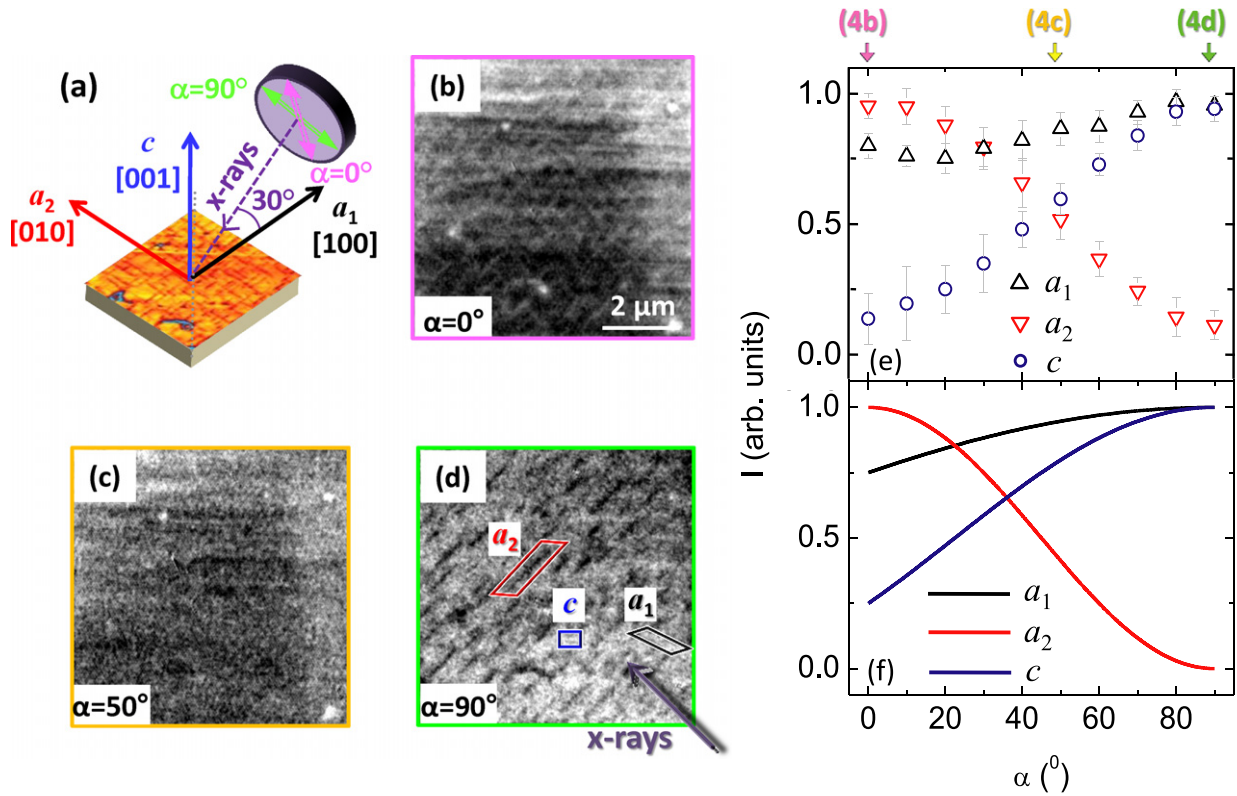 (4b) (4c) (4d)
(a)
α=90°
α=0°
c
[001]
x-rays
30°
a2
[010]
a1
[100]
(b)
α=0°
2 μm
(c)
α=50°
(d)
a2
c
a1
α=90°
x-rays
I (arb. units)
1.0
0.5
0.0
(e)
a1
a2
c
1.0
0.5
0.0
(f)
a1
a2
c
0 20 40 60 80
α (⁰)